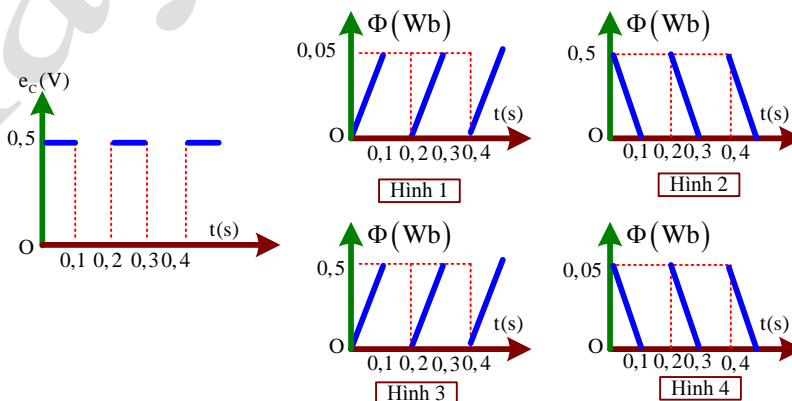 e_C(V)
0,5
O
0,1 0,2 0,3 0,4
t(s)
Φ(Wb)
0,05
O
0,1 0,2 0,3 0,4
t(s)
Hình 1
Φ(Wb)
0,5
O
0,1 0,2 0,3 0,4
t(s)
Hình 2
Φ(Wb)
0,5
O
0,1 0,2 0,3 0,4
t(s)
Hình 3
Φ(Wb)
0,05
O
0,1 0,2 0,3 0,4
t(s)
Hình 4